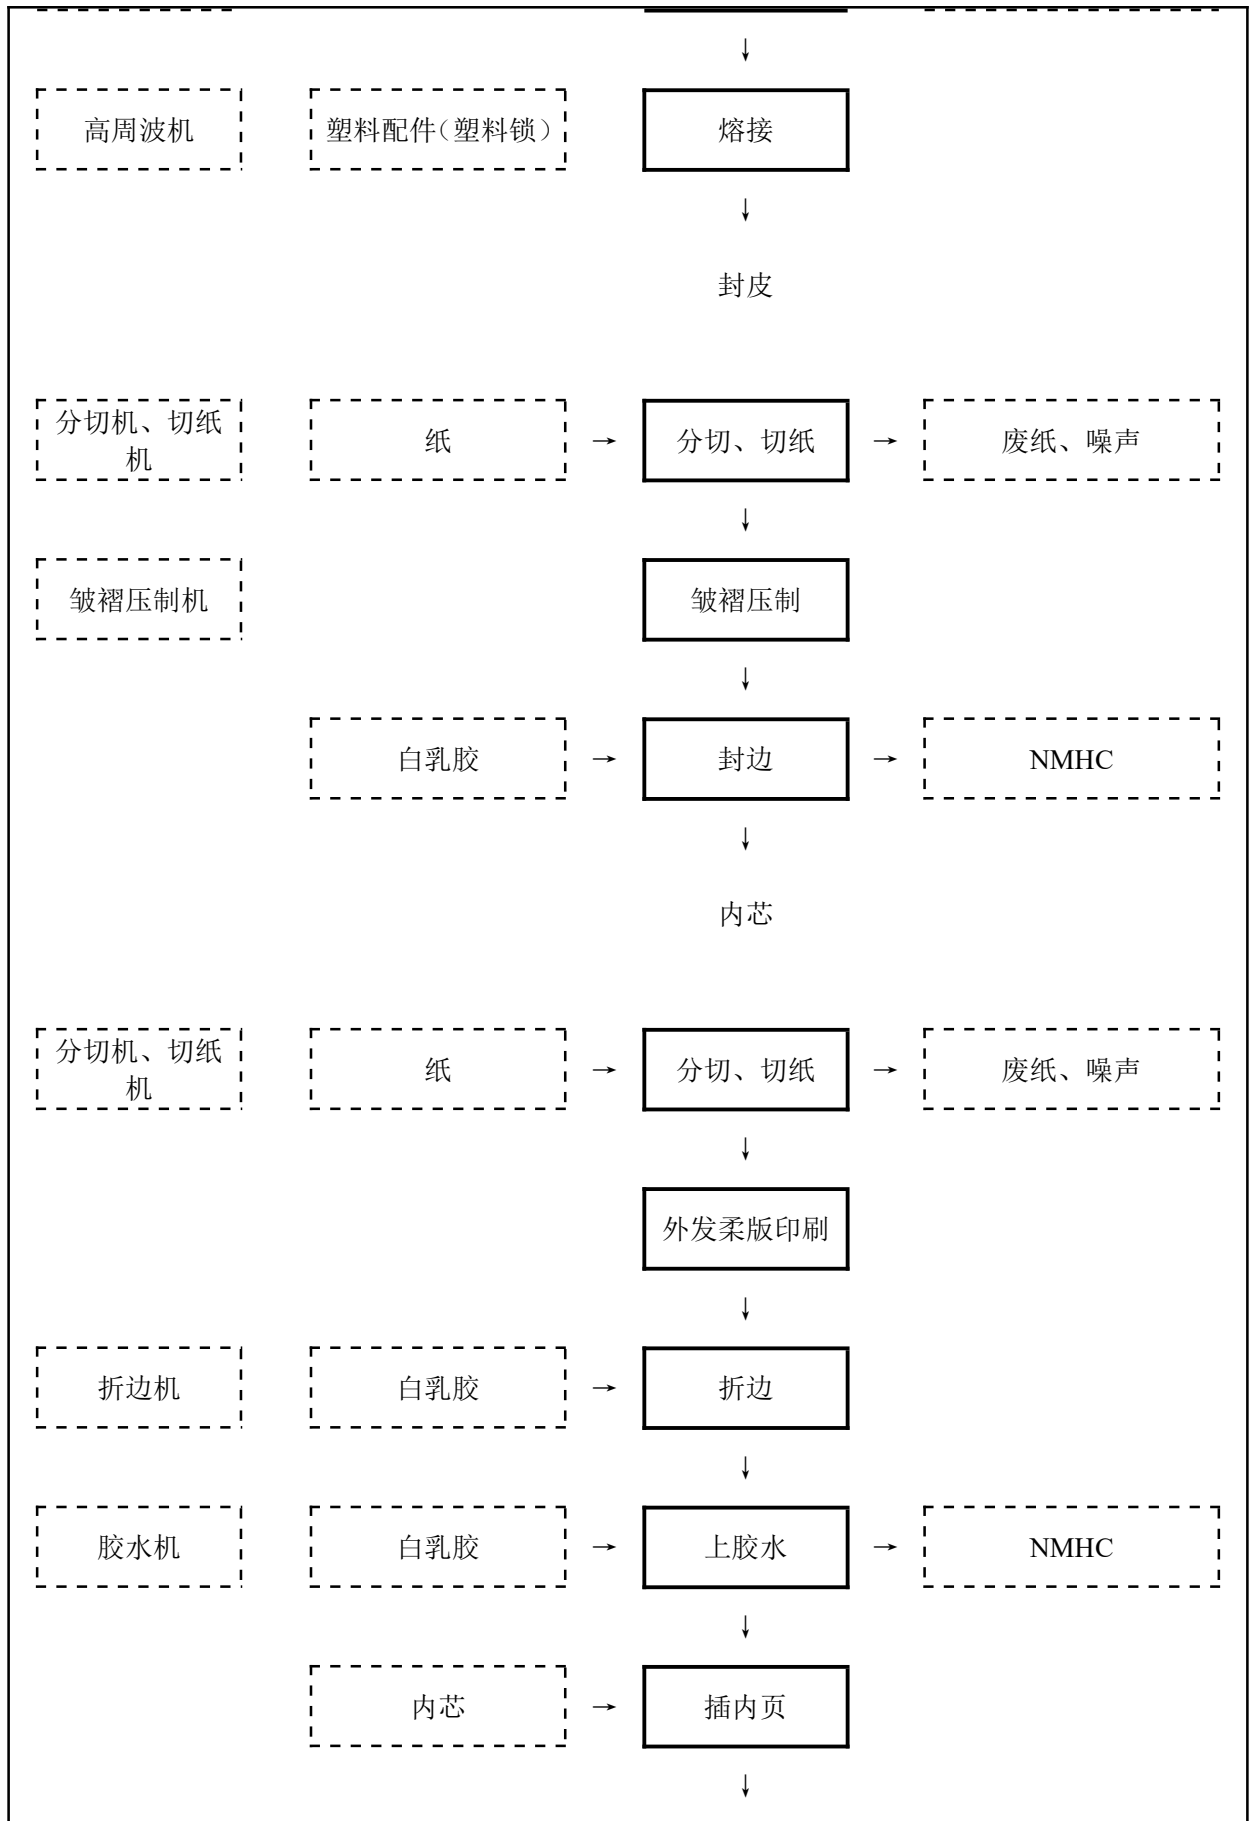 ↓
高周波机 塑料配件（塑料锁） 熔接
↓
封皮
分切机、切纸
机
纸 → 分切、切纸 → 废纸、噪声
↓
皱褶压制机 皱褶压制
↓
白乳胶 → 封边 → NMHC
↓
内芯
分切机、切纸
机
纸 → 分切、切纸 → 废纸、噪声
↓
外发柔版印刷
↓
折边机 白乳胶 → 折边
↓
胶水机 白乳胶 → 上胶水 → NMHC
↓
内芯 → 插内页
↓